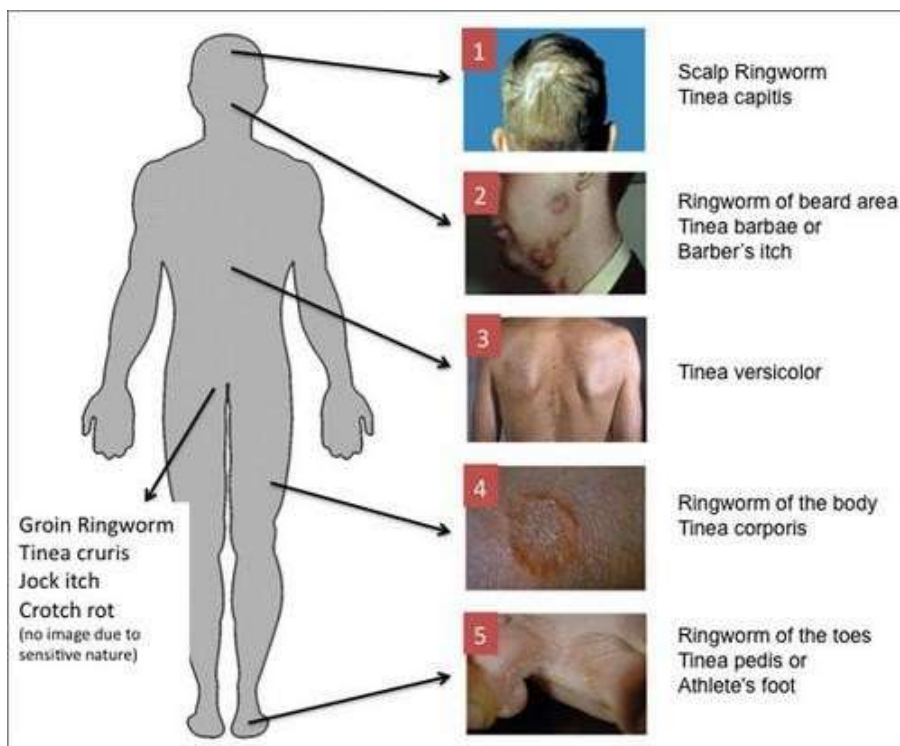 1
Scalp Ringworm
Tinea capitis
2
Ringworm of beard area
Tinea barbae or
Barber's itch
3
Tinea versicolor
4
Ringworm of the body
Tinea corporis
Groin Ringworm
Tinea cruris
Jock itch
Crotch rot
(no image due to
sensitive nature)
5
Ringworm of the toes
Tinea pedis or
Athlete's foot